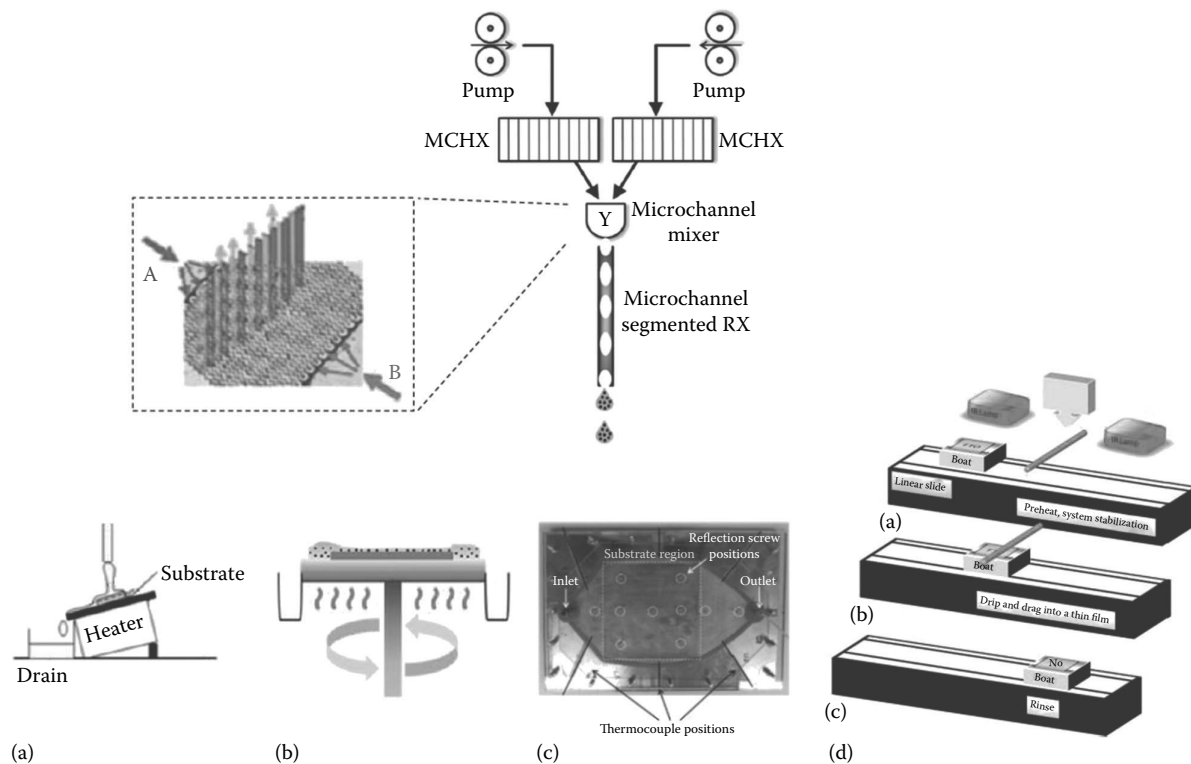 Pump
Pump
MCHX
MCHX
Y
Microchannel
mixer
Microchannel
segmented RX
A
B
Substrate
Heater
Drain
(a)
(b)
Substrate region
Reflection screw
positions
Inlet
Outlet
Thermocouple positions
(c)
Boat
Linear slide
Preheat, system stabilization
(a)
Boat
Drip and drag into a thin film
(b)
No
Boat
Rinse
(c)
(d)